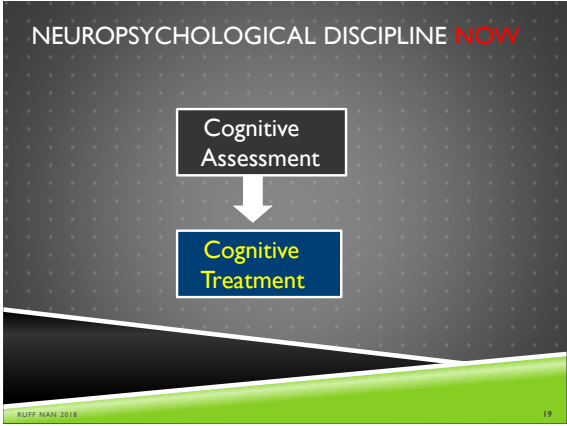 NEUROPSYCHOLOGICAL DISCIPLINE NOW
Cognitive
Assessment
Cognitive
Treatment
RUFF NAN 2018
19